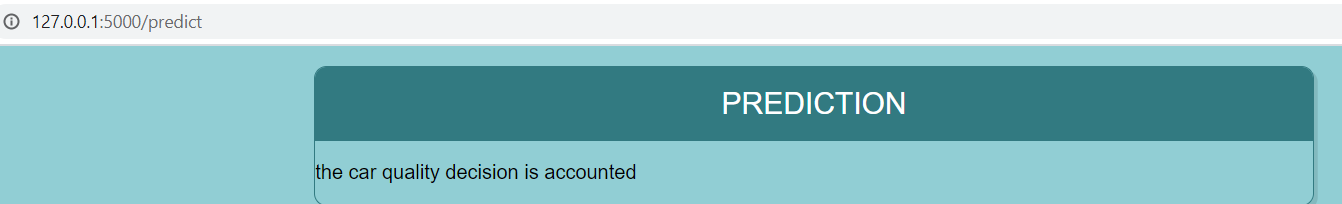 127.0.0.1:5000/predict
PREDICTION
the car quality decision is accounted